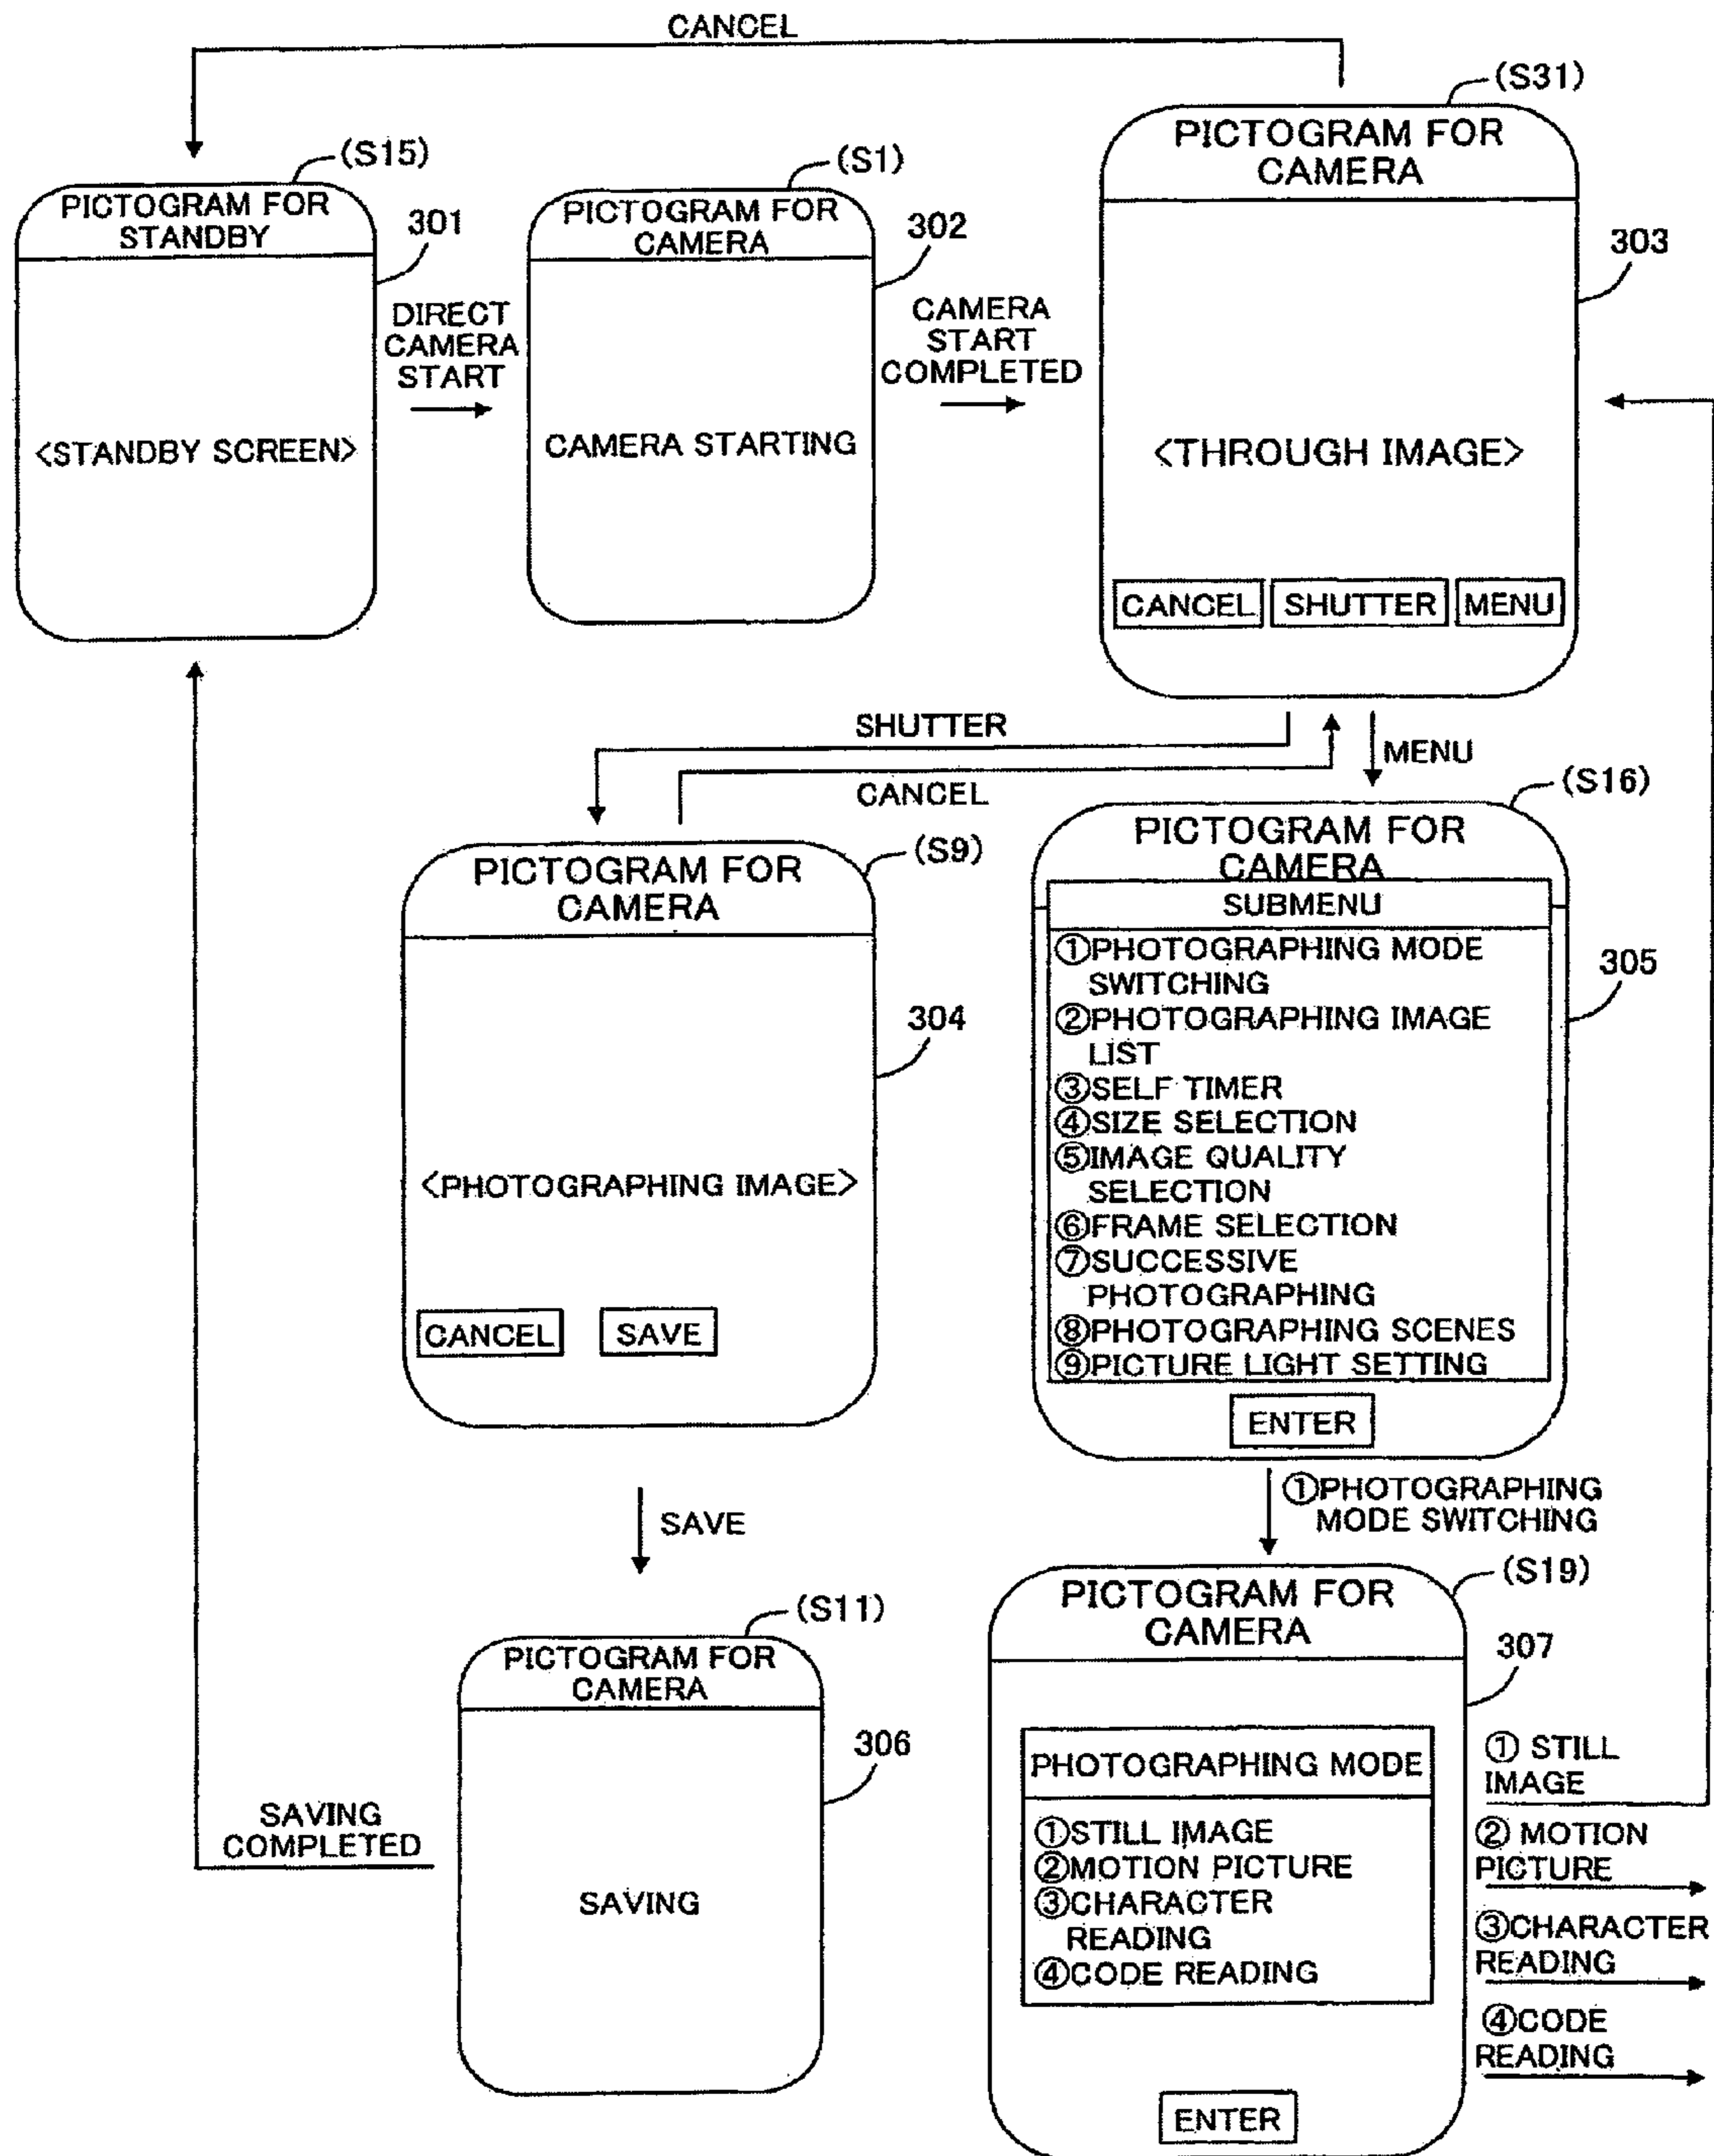 CANCEL
(S15)
PICTOGRAM FOR
STANDBY
301
<STANDBY SCREEN>
DIRECT
CAMERA
START
(S1)
PICTOGRAM FOR
CAMERA
302
CAMERA STARTING
CAMERA
START
COMPLETED
(S31)
PICTOGRAM FOR
CAMERA
303
<THROUGH IMAGE>
CANCEL SHUTTER MENU
SHUTTER
CANCEL
MENU
(S9)
PICTOGRAM FOR
CAMERA
304
<PHOTOGRAPHING IMAGE>
CANCEL SAVE
(S16)
PICTOGRAM FOR
CAMERA
SUBMENU
①PHOTOGRAPHING MODE
SWITCHING
②PHOTOGRAPHING IMAGE
LIST
③SELF TIMER
④SIZE SELECTION
⑤IMAGE QUALITY
SELECTION
⑥FRAME SELECTION
⑦SUCCESSIVE
PHOTOGRAPHING
⑧PHOTOGRAPHING SCENES
⑨PICTURE LIGHT SETTING
305
ENTER
SAVE
①PHOTOGRAPHING
MODE SWITCHING
(S11)
PICTOGRAM FOR
CAMERA
306
SAVING
SAVING
COMPLETED
(S19)
PICTOGRAM FOR
CAMERA
307
PHOTOGRAPHING MODE
①STILL IMAGE
②MOTION PICTURE
③CHARACTER
READING
④CODE READING
ENTER
① STILL
IMAGE
② MOTION
PICTURE
③CHARACTER
READING
④CODE
READING